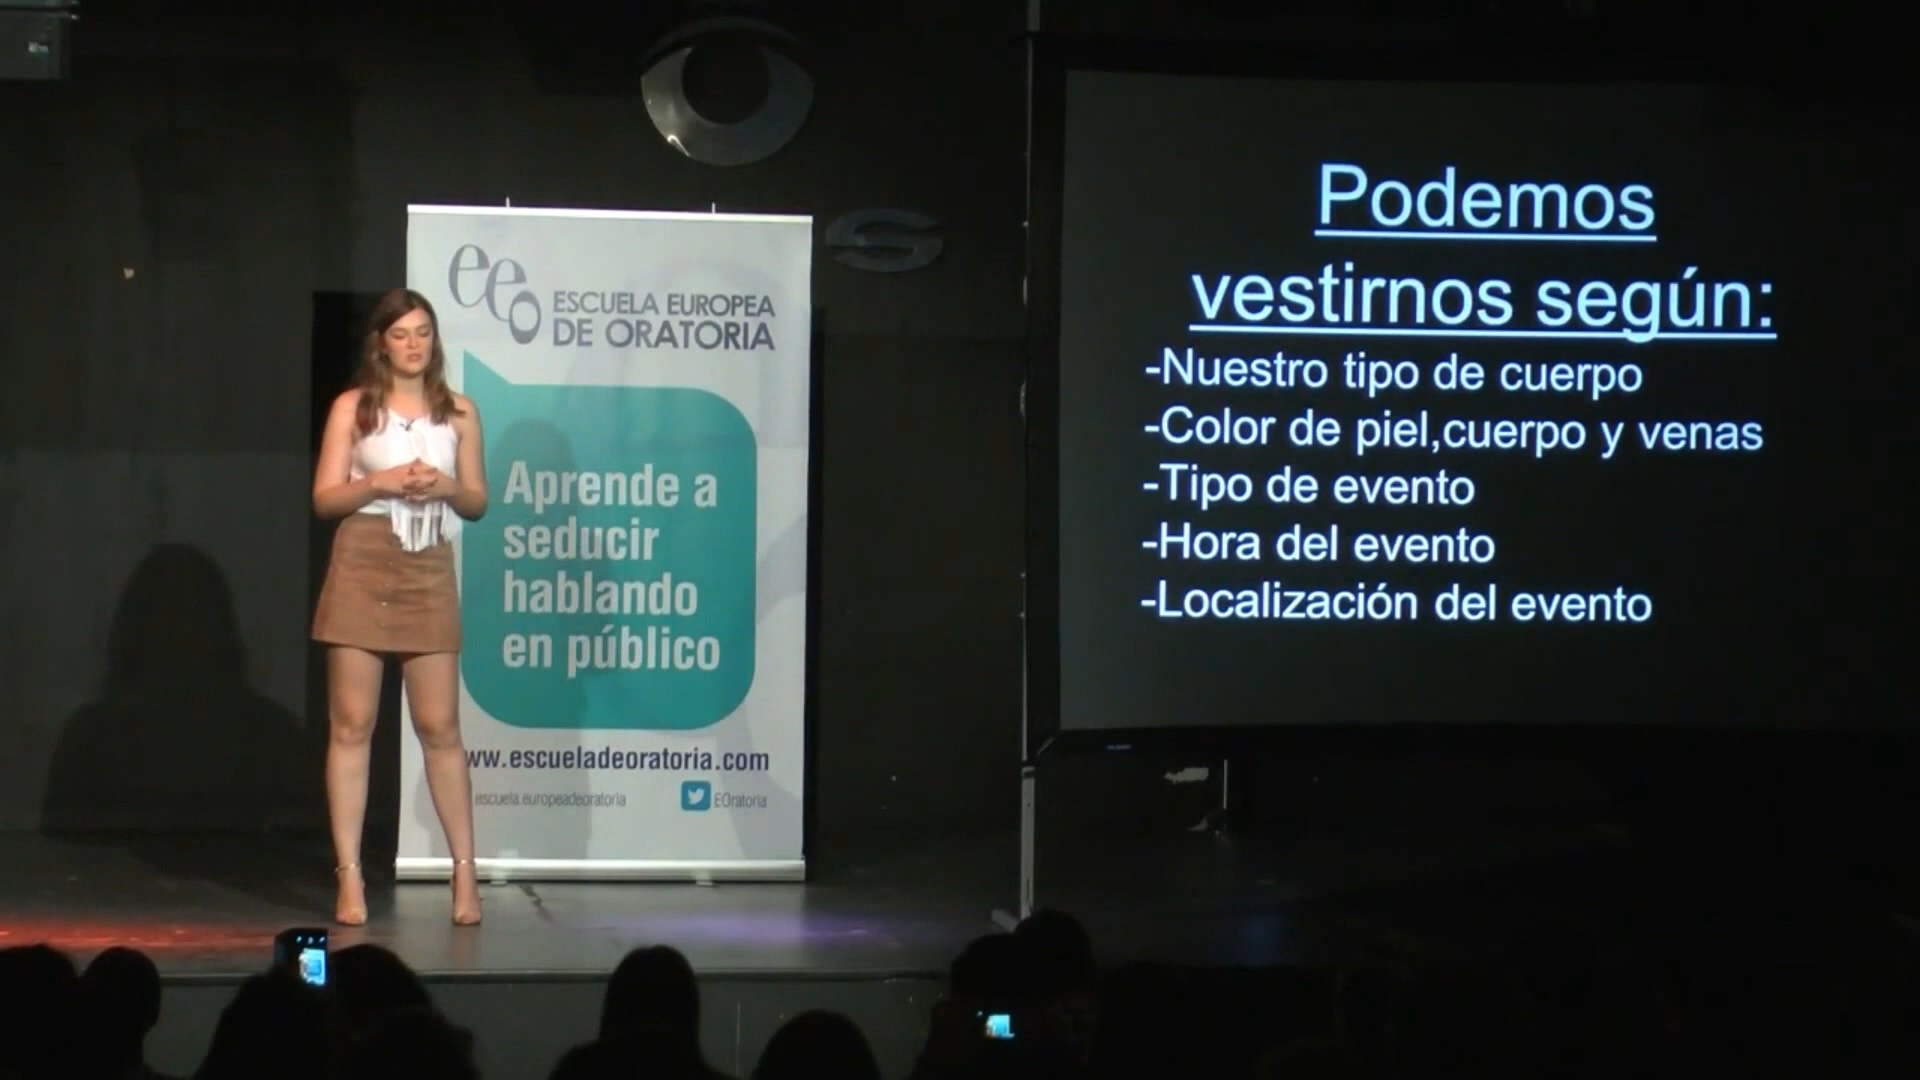 eeo
ESCUELA EUROPEA
DE ORATORIA
Aprende a
seducir
hablando
en público
ww.escueladeoratoria.com
escuela.europeadeoratoria
EOratoria
S
Podemos
vestirnos según:
-Nuestro tipo de cuerpo
-Color de piel,cuerpo y venas
-Tipo de evento
-Hora del evento
-Localización del evento